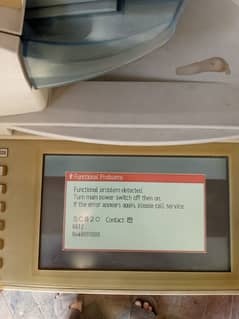 Functional Problems
Functional problem detected.
Turn main power switch off then on.
If the error appears again, please call service.
SC820 Contact